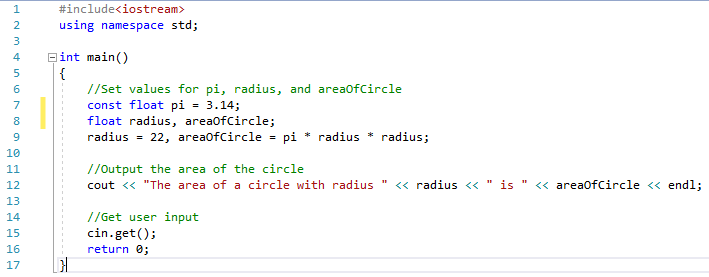 1 #include<iostream>
2 using namespace std;
3
4 int main()
5 {
6 //Set values for pi, radius, and areaOfCircle
7 const float pi = 3.14;
8 float radius, areaOfCircle;
9 radius = 22, areaOfCircle = pi * radius * radius;
10
11 //Output the area of the circle
12 cout << "The area of a circle with radius " << radius << " is " << areaOfCircle << endl;
13
14 //Get user input
15 cin.get();
16 return 0;
17 }